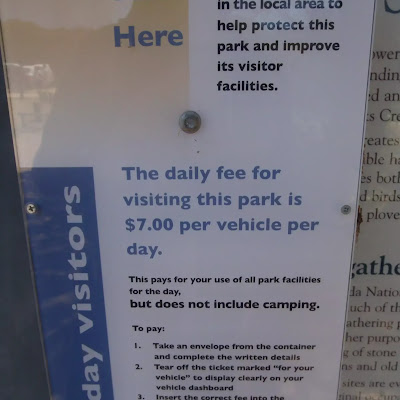 Here
in the local area to
help protect this
park and improve
its visitor
facilities.
The daily fee for
visiting this park is
$7.00 per vehicle per
day.
This pays for your use of all park facilities
for the day,
but does not include camping.
To pay:
1. Take an envelope from the container
and complete the written details
2. Tear off the ticket marked "for your
vehicle" to display clearly on your
vehicle dashboard
3. Insert the correct fee into the
day visitors